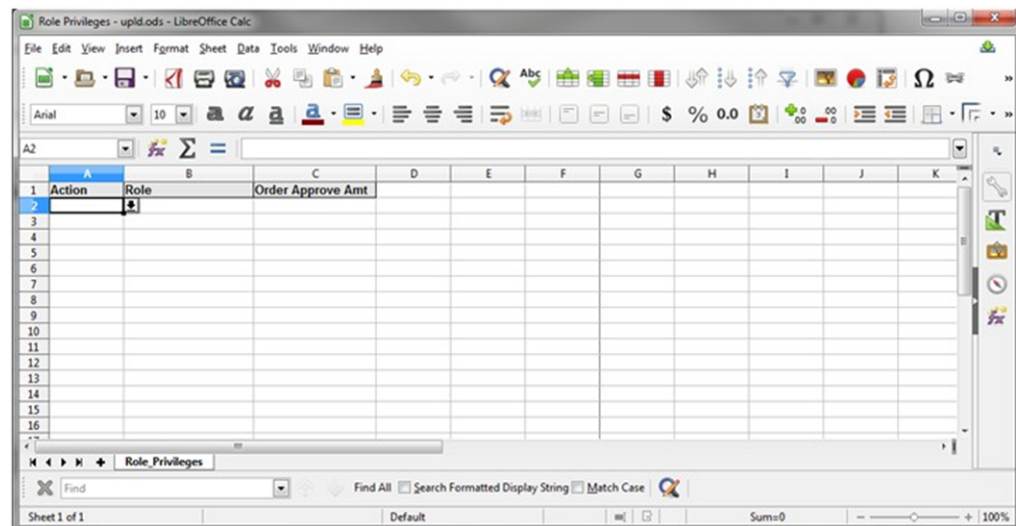 Role Privileges - upld.ods - LibreOffice Calc
File Edit View Insert Format Sheet Data Tools Window Help
Abc Ω »
Arial 10 a a a a $ % 0.0 »
A2 fx Σ =
A B C D E F G H I J K
1 Action Role Order Approve Amt
2
3
4
5
6
7
8
9
10
11
12
13
14
15
16
Role_Privileges
Find Find All Search Formatted Display String Match Case
Sheet 1 of 1 Default Sum=0 100%